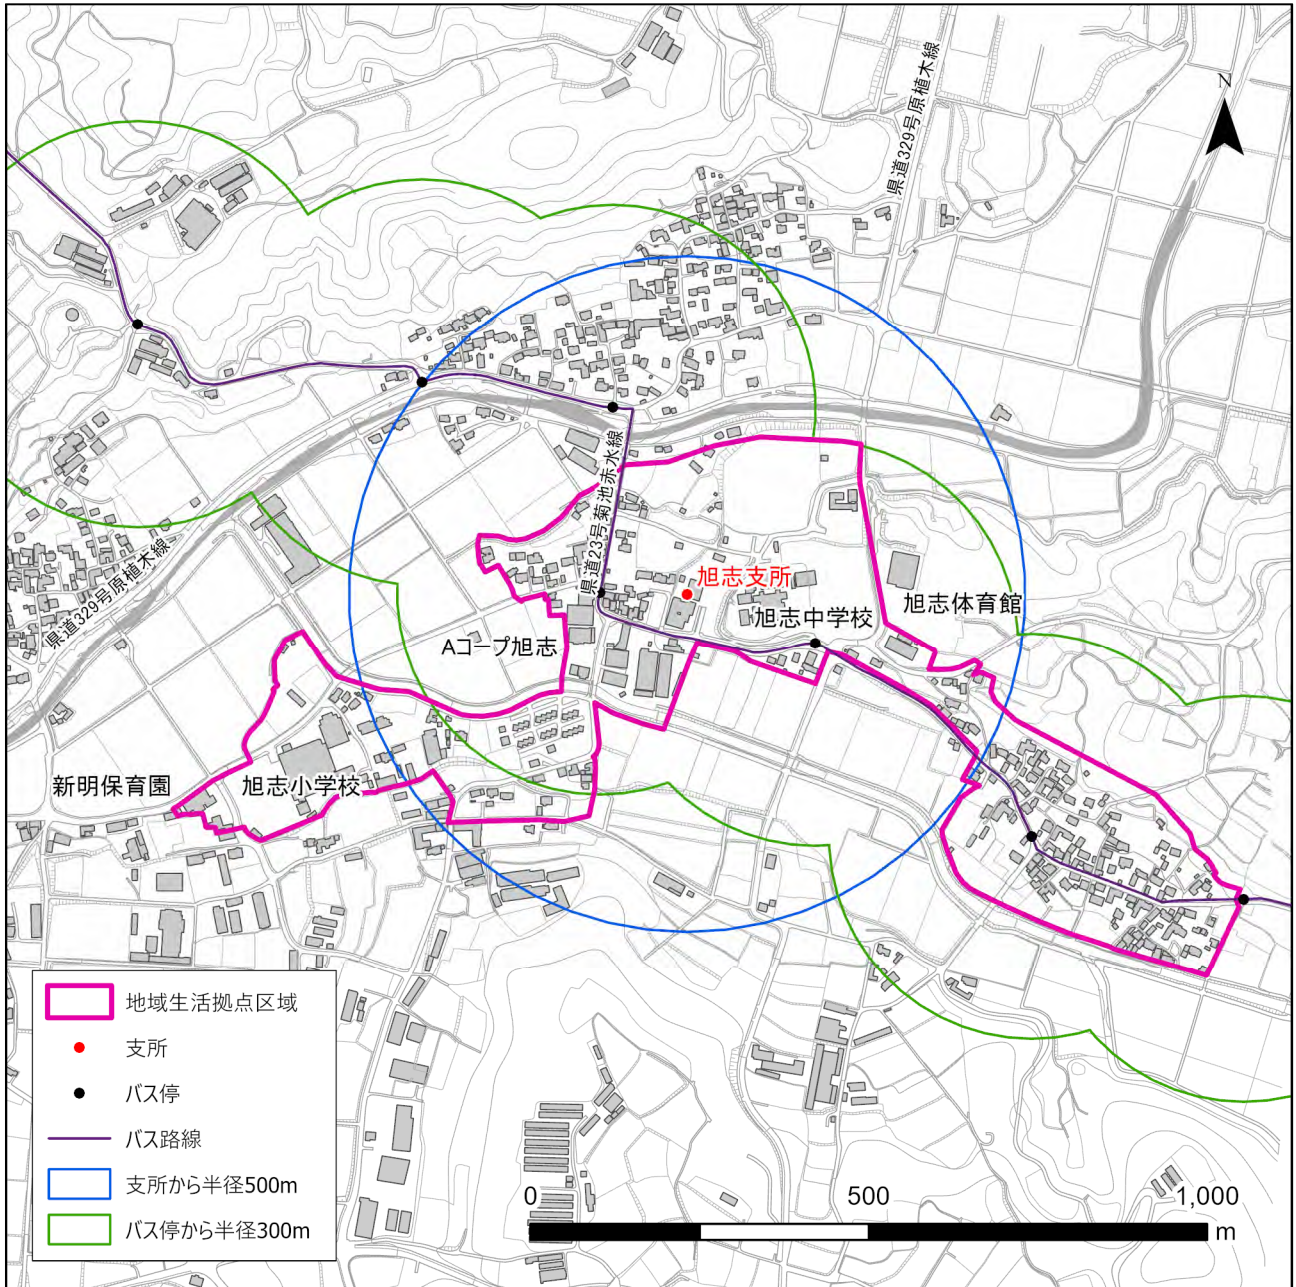 N
県道329号原植木線
県道23号菊池赤水線
県道329号原植木線
旭志支所
旭志中学校
旭志体育館
Aコープ旭志
新明保育園
旭志小学校
地域生活拠点区域
支所
バス停
バス路線
支所から半径500m
バス停から半径300m
0 500 1,000
m